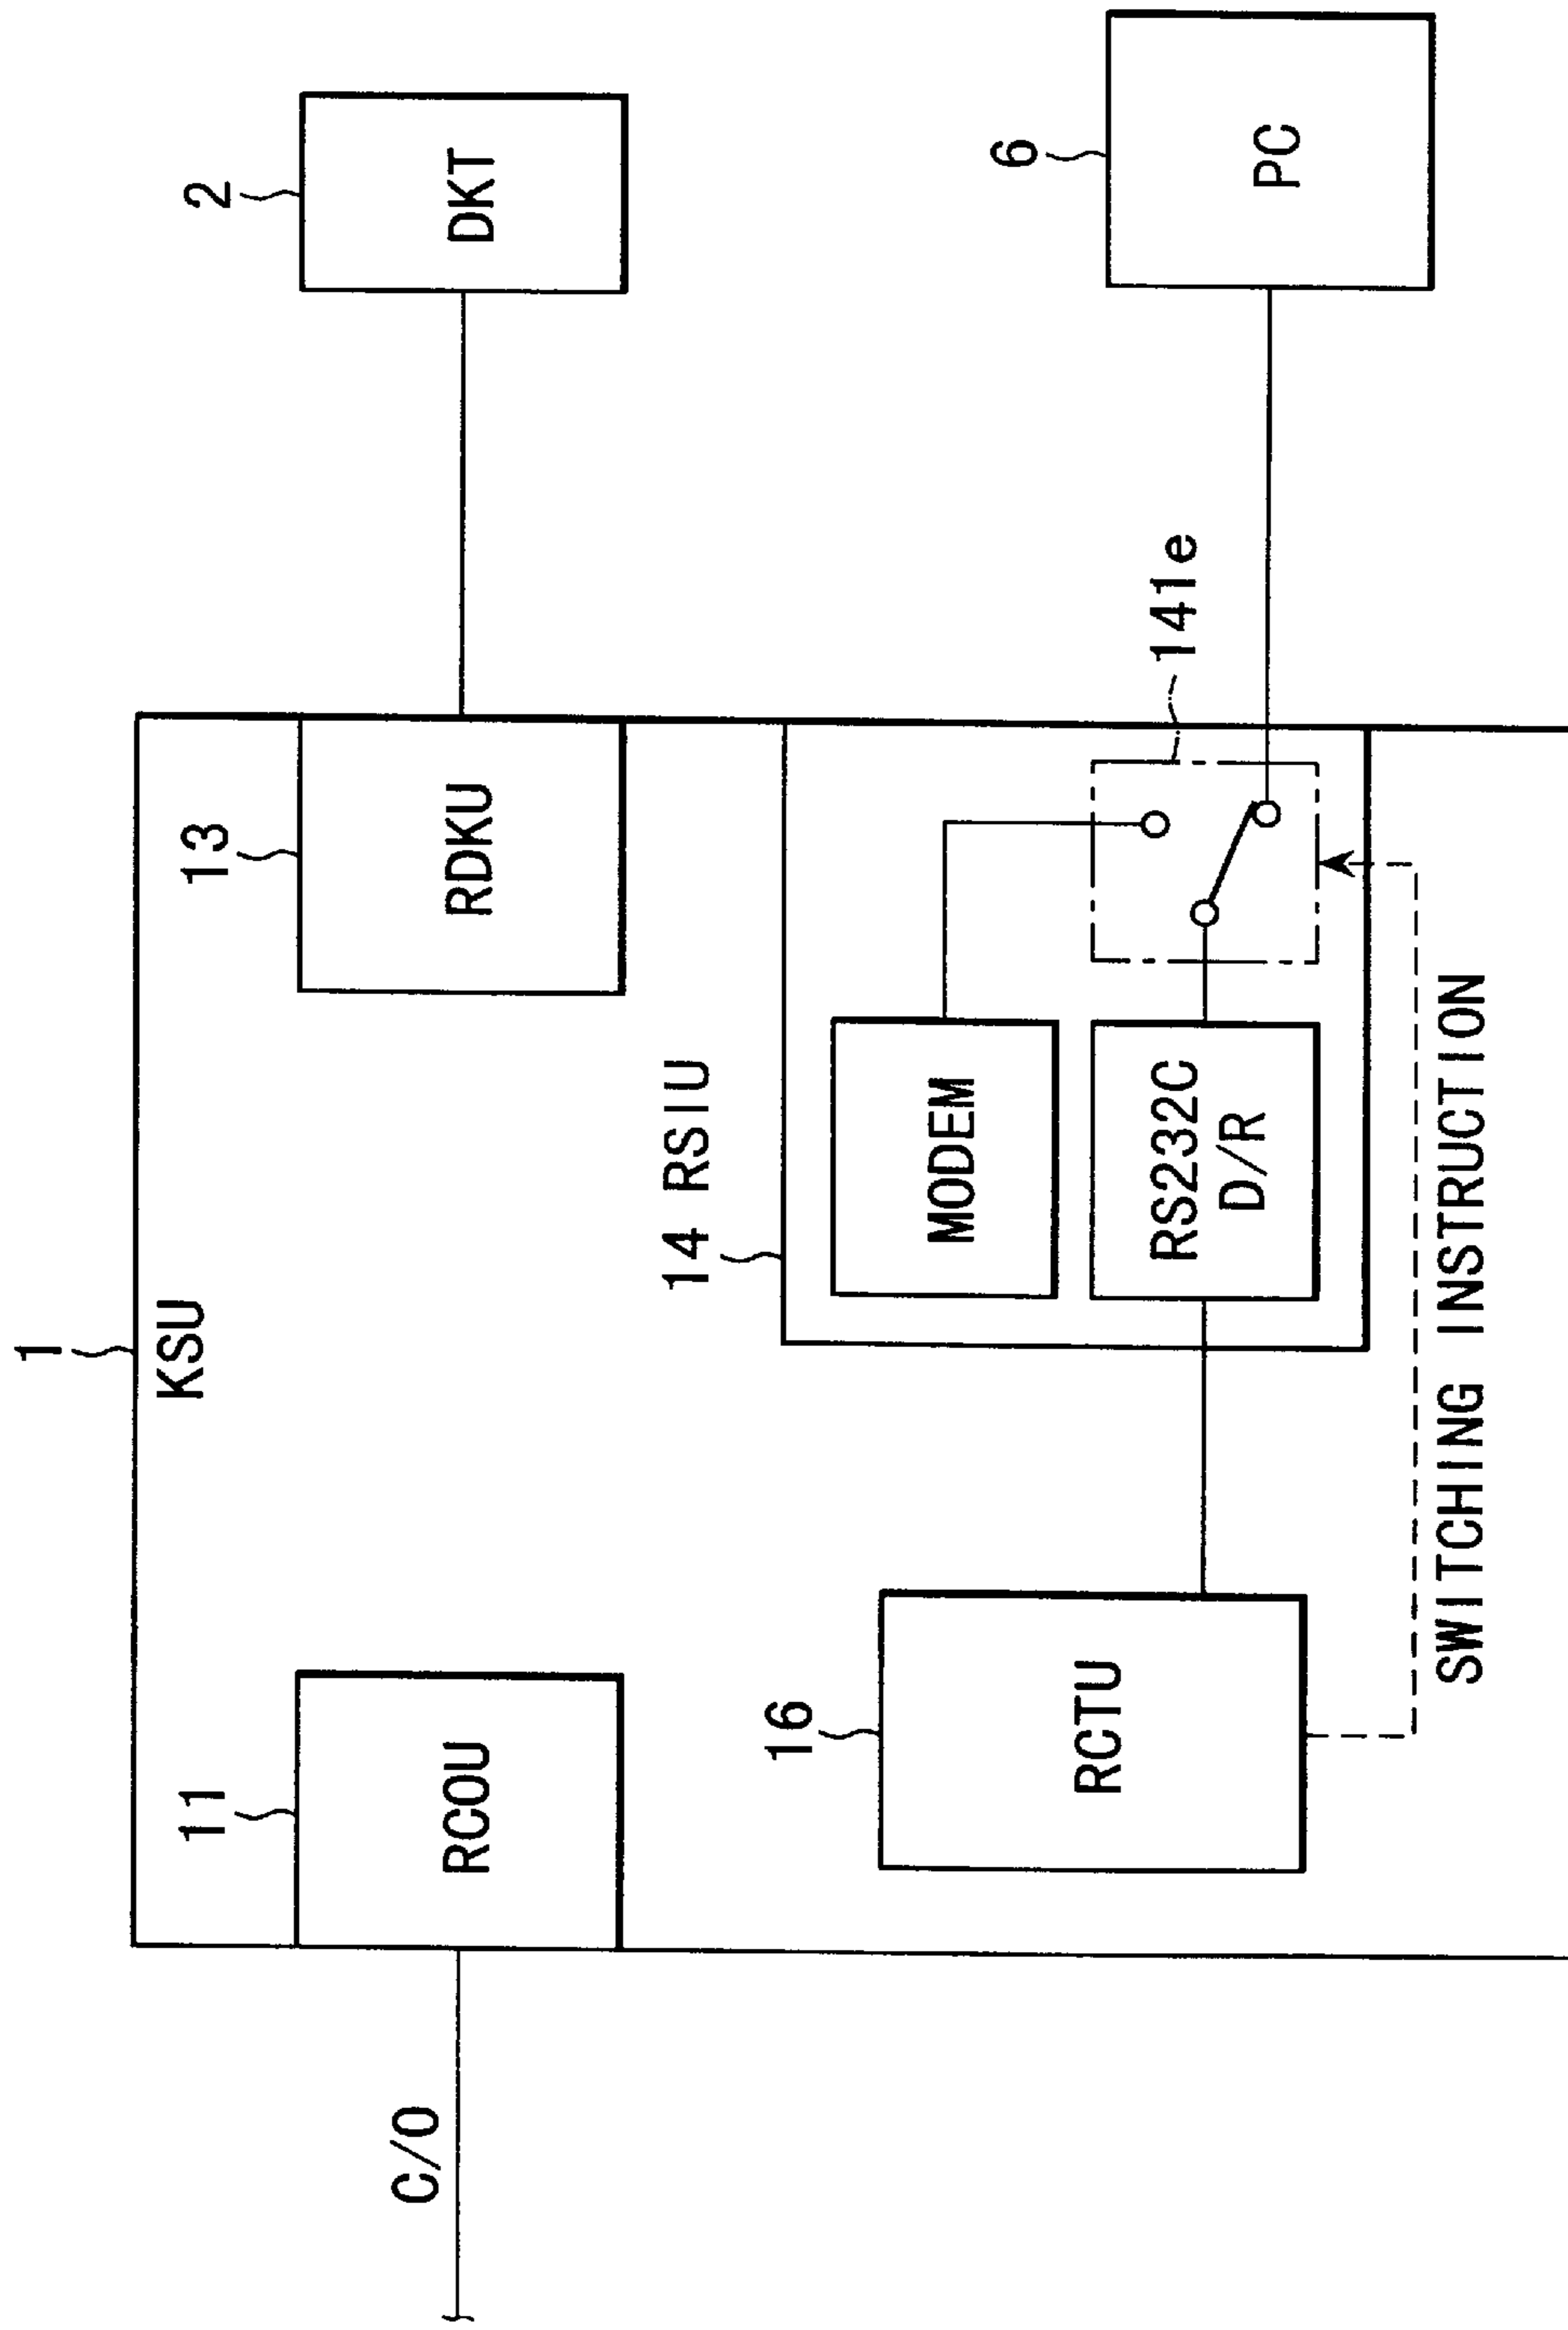 1
KSU
C/O
11
RCOU
13
RDKU
2
DKT
14 RSIU
16
RCTU
MODEM
RS232C
D/R
141e
6
PC
SWITCHING INSTRUCTION